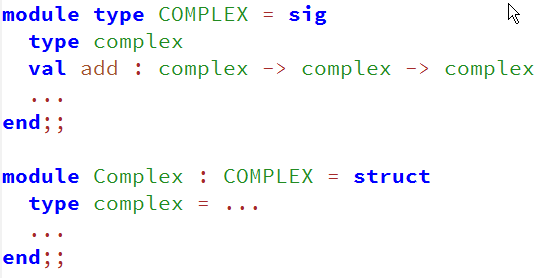 module type COMPLEX = sig
type complex
val add : complex -> complex -> complex
...
end;;
module Complex : COMPLEX = struct
type complex = ...
...
end;;